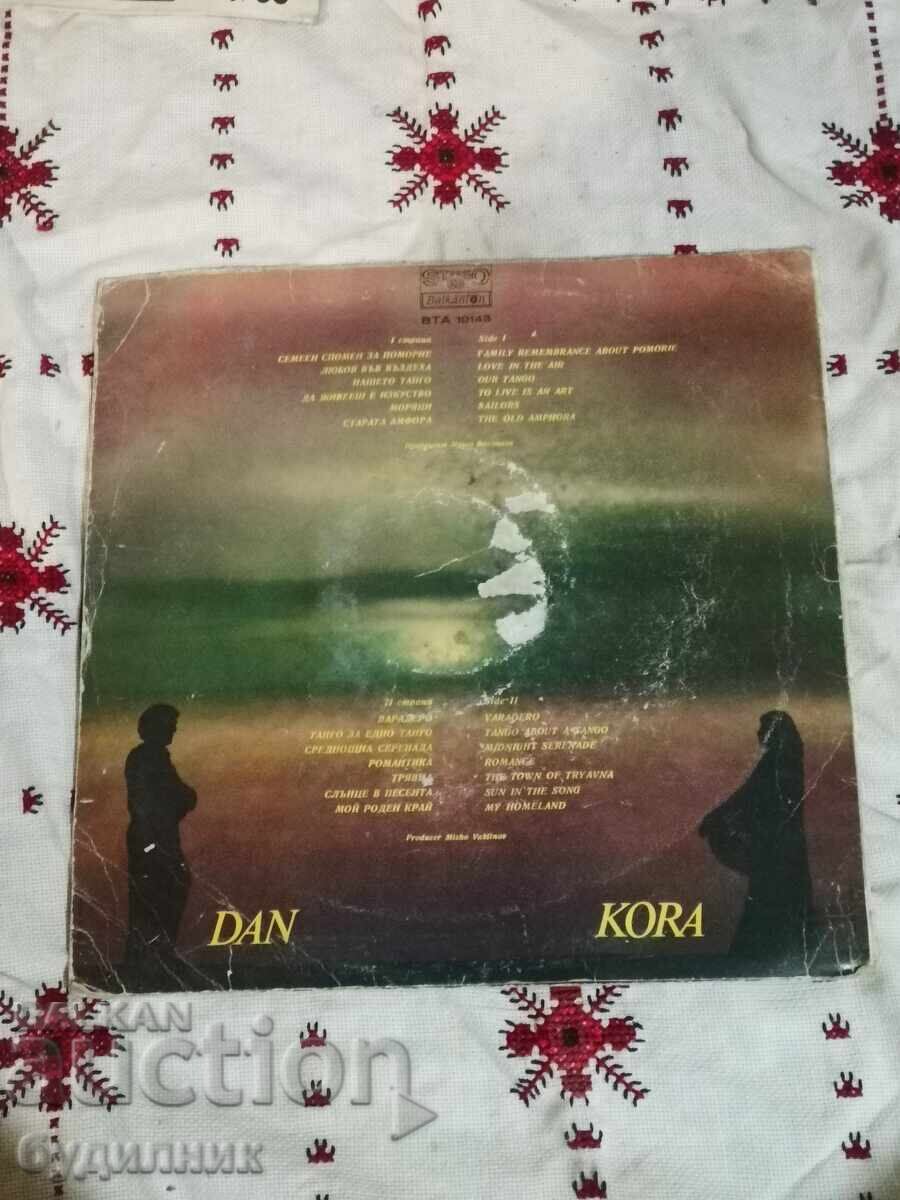 STEREO
Balkanton
BTA 10143
I страна
СЕМЕЕН СПОМЕН ЗА ПОМОРИЕ
ЛЮБОВ ВЪВ ВЪЗДУХА
НАШЕТО ТАНГО
ДА ЖИВЕЕШ Е ИЗКУСТВО
МОРЯЦИ
СТАРАТА АМФОРА
Side I
FAMILY REMEMBRANCE ABOUT POMORIE
LOVE IN THE AIR
OUR TANGO
TO LIVE IS AN ART
SAILORS
THE OLD AMPHORA
II страна
ВАРАДЕРО
ТАНГО ЗА ЕДНО ТАНГО
СРЕДНОЩНА СЕРЕНАДА
РОМАНТИКА
ТРЯВНА
СЛЪНЦЕ В ПЕСЕНТА
МОЙ РОДЕН КРАЙ
Side II
VARADERO
TANGO ABOUT A TANGO
MIDNIGHT SERENADE
ROMANCE
THE TOWN OF TRYAVNA
SUN IN THE SONG
MY HOMELAND
Producer Misho Vassilnov
DAN
KORA
BALKAN
auction
будилник